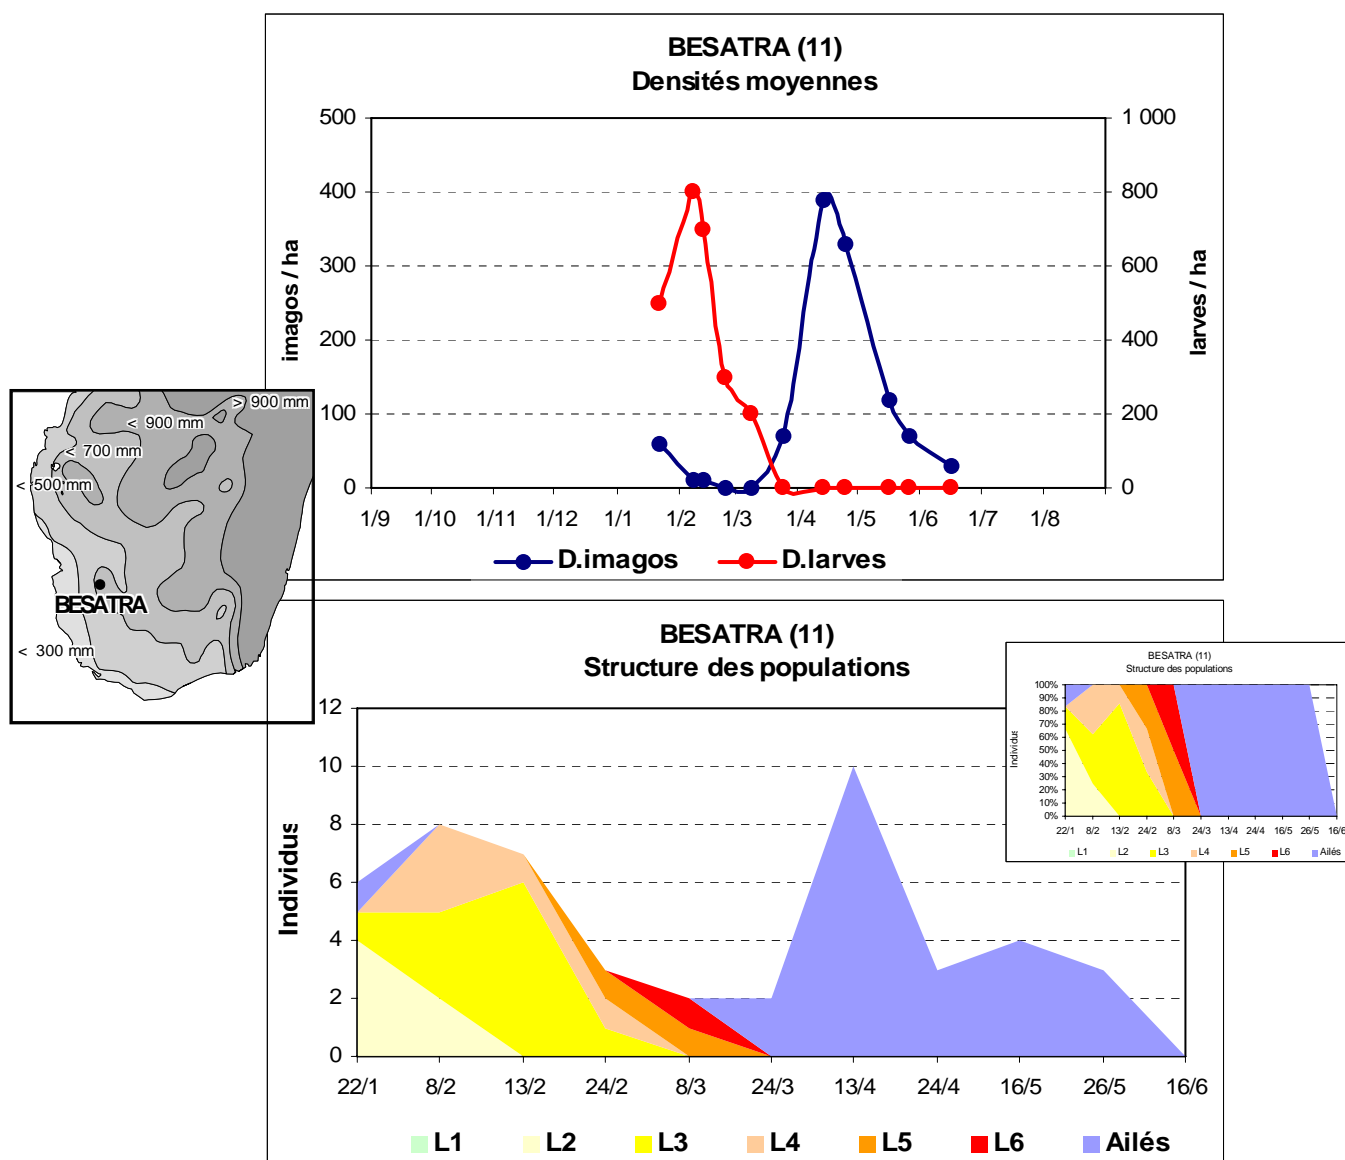 BESATRA (11)
Densités moyennes
500
400
300
200
100
0
imagos / ha
1 000
800
600
400
200
0
larves / ha
1/9 1/10 1/11 1/12 1/1 1/2 1/3 1/4 1/5 1/6 1/7 1/8
D.imagos D.larves
> 900 mm
< 900 mm
< 700 mm
< 500 mm
BESATRA
< 300 mm
BESATRA (11)
Structure des populations
12
10
8
6
4
2
0
Individus
22/1 8/2 13/2 24/2 8/3 24/3 13/4 24/4 16/5 26/5 16/6
L1 L2 L3 L4 L5 L6 Ailés
BESATRA (11)
Structure des populations
100%
90%
80%
70%
60%
50%
40%
30%
20%
10%
0%
Individus
22/1 8/2 13/2 24/2 8/3 24/3 13/4 24/4 16/5 26/5 16/6
L1 L2 L3 L4 L5 L6 Ailés